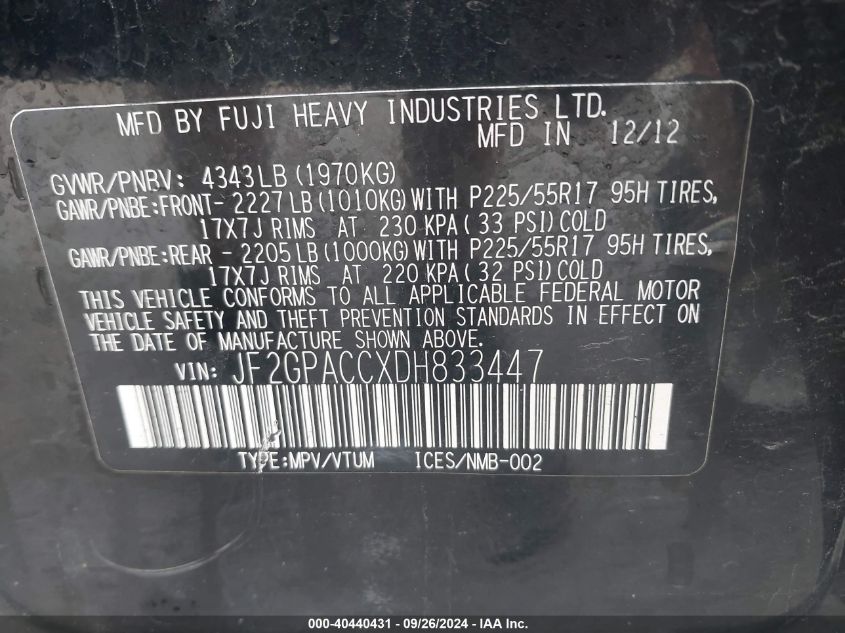 MFD BY FUJI HEAVY INDUSTRIES LTD.
MFD IN 12/12
GVWR/PNBV: 4343LB (1970KG)
GAWR/PNBE:FRONT- 2227LB (1010KG) WITH P225/55R17 95H TIRES,
17X7J RIMS AT 230 KPA (33 PSI) COLD
GAWR/PNBE:REAR - 2205LB (1000KG) WITH P225/55R17 95H TIRES,
17X7J RIMS AT 220 KPA (32 PSI) COLD
THIS VEHICLE CONFORMS TO ALL APPLICABLE FEDERAL MOTOR
VEHICLE SAFETY AND THEFT PREVENTION STANDARDS IN EFFECT ON
THE DATE OF MANUFACTURE SHOWN ABOVE.
VIN: JF2GPACCXDH833447
TYPE:MPV/VTUM ICES/NMB-002
000-40440431 - 09/26/2024 - IAA Inc.